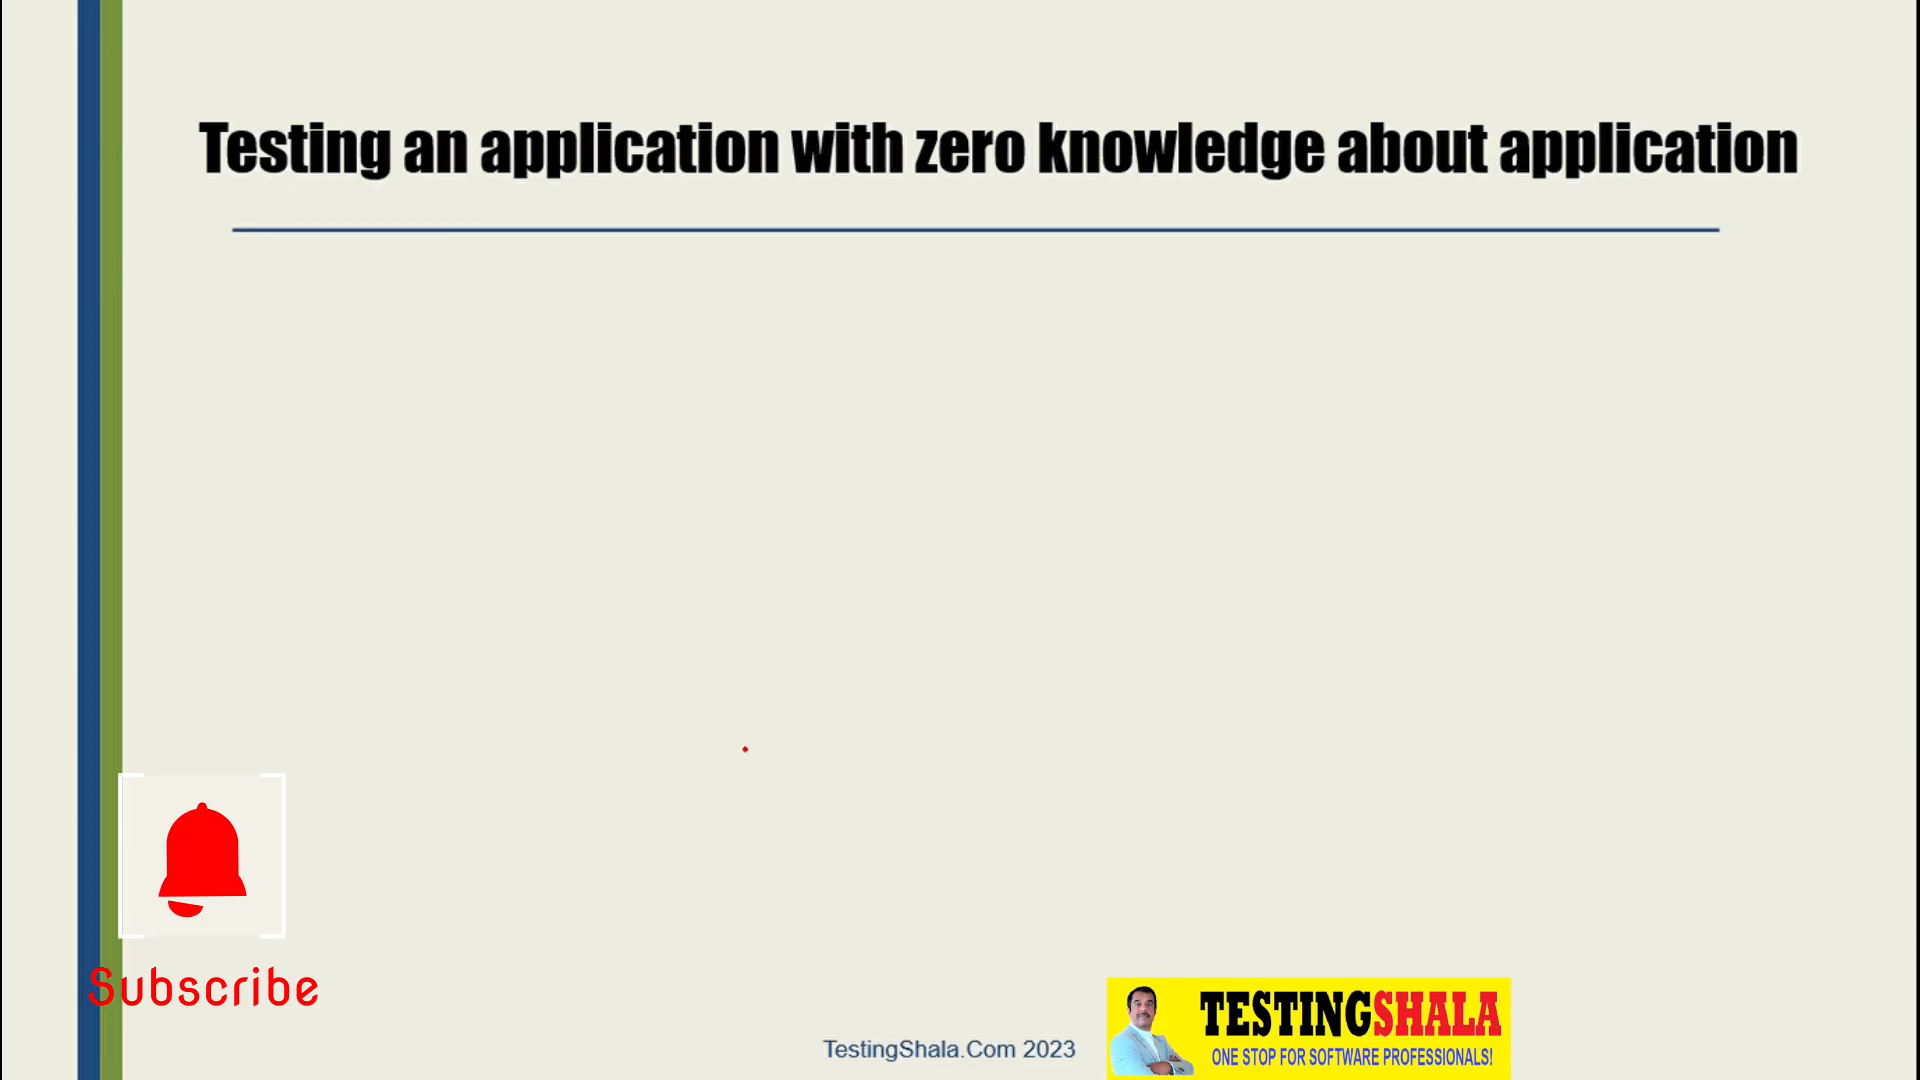 Testing an application with zero knowledge about application
Subscribe
TestingShala.Com 2023
TESTINGSHALA
ONE STOP FOR SOFTWARE PROFESSIONALS!